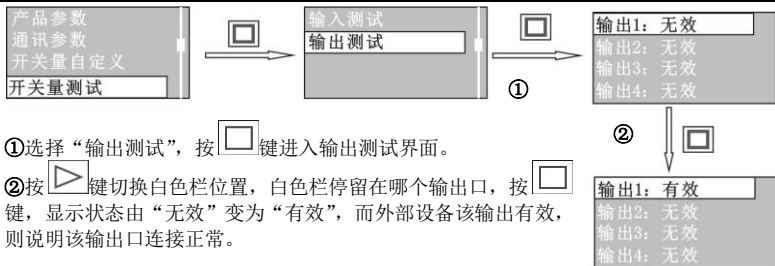 产品参数
通讯参数
开关量自定义
开关量测试
输入测试
输出测试
①
输出1：无效
输出2：无效
输出3：无效
输出4：无效
②
①选择“输出测试”，按键进入输出测试界面。
②按键切换白色栏位置，白色栏停留在哪个输出口，按
键，显示状态由“无效”变为“有效”，而外部设备该输出有效，
则说明该输出口连接正常。
输出1：有效
输出2：无效
输出3：无效
输出4：无效